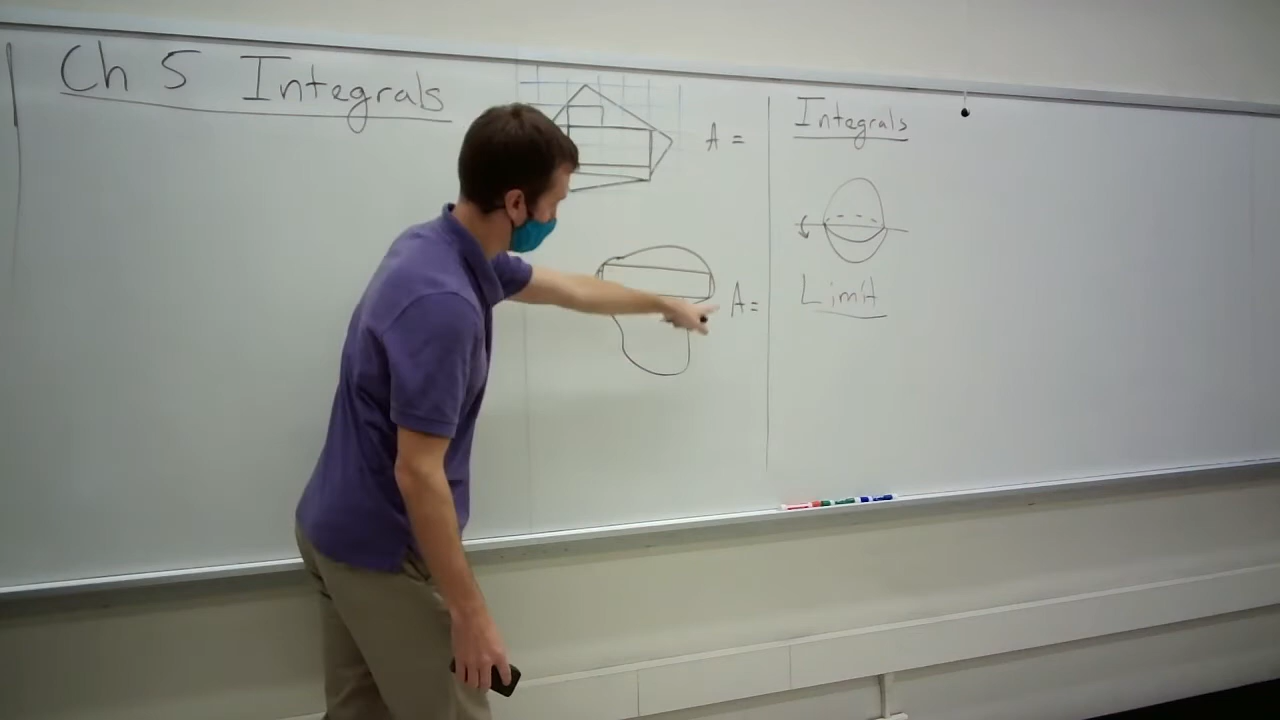 Ch 5 Integrals
A =
A =
Integrals
Limit